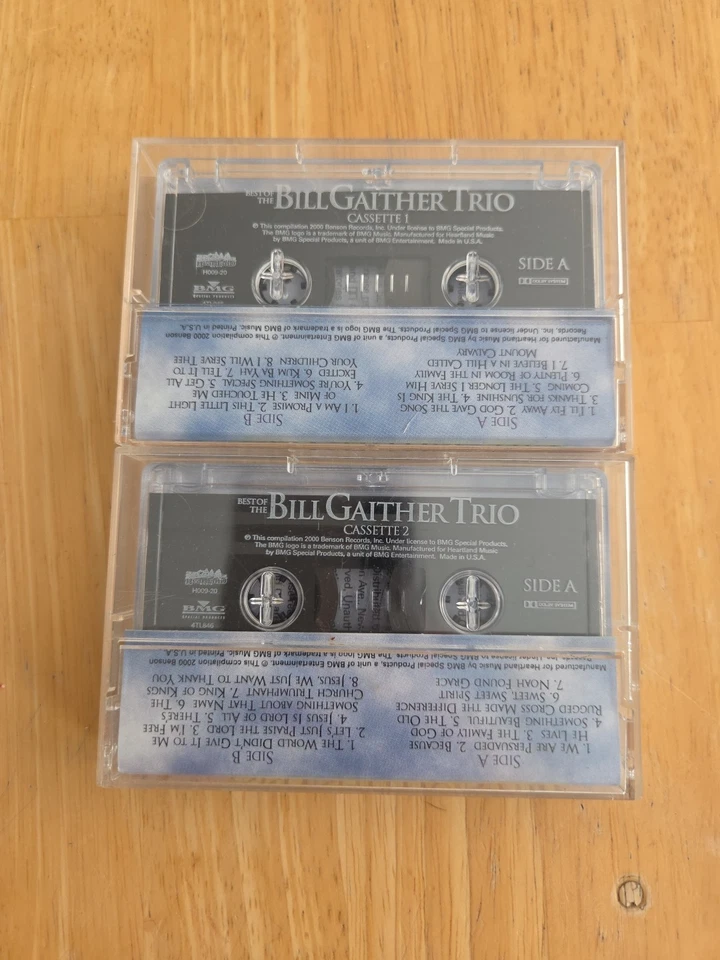 BEST OF THE BILL GAITHER TRIO
CASSETTE 1
℗ This compilation 2000 Benson Records, Inc. Under license to BMG Special Products.
The BMG logo is a trademark of BMG Music. Manufactured for Heartland Music
by BMG Special Products, a unit of BMG Entertainment. Made in U.S.A.
H009-20
BMG
SPECIAL PRODUCTS
SIDE A
DOLBY SYSTEM
SIDE A
1. I'LL FLY AWAY 2. GOD GAVE THE SONG
3. THANKS FOR SUNSHINE 4. THE KING IS
COMING 5. THE LONGER I SERVE HIM
6. PLENTY OF ROOM IN THE FAMILY
7. I BELIEVE IN A HILL CALLED
MOUNT CALVARY
SIDE B
1. I AM A PROMISE 2. THIS LITTLE LIGHT
OF MINE 3. HE TOUCHED ME
4. YOU'RE SOMETHING SPECIAL 5. GET ALL
EXCITED 6. KUM BA YAH 7. TELL IT TO
YOUR CHILDREN 8. I WILL SERVE THEE
Manufactured for Heartland Music by BMG Special Products, a unit of BMG Entertainment. ℗ This compilation 2000 Benson
Records, Inc. Under license to BMG Special Products. The BMG logo is a trademark of BMG Music. Printed in U.S.A.
BEST OF THE BILL GAITHER TRIO
CASSETTE 2
℗ This compilation 2000 Benson Records, Inc. Under license to BMG Special Products.
The BMG logo is a trademark of BMG Music. Manufactured for Heartland Music
by BMG Special Products, a unit of BMG Entertainment. Made in U.S.A.
H009-30
BMG
SPECIAL PRODUCTS
4TL846
SIDE A
DOLBY SYSTEM
SIDE A
1. WE ARE PERSUADED 2. BECAUSE
HE LIVES 3. THE FAMILY OF GOD
4. SOMETHING BEAUTIFUL 5. THE OLD
RUGGED CROSS MADE THE DIFFERENCE
6. SWEET, SWEET SPIRIT
7. NOAH FOUND GRACE
SIDE B
1. THE WORLD DIDN'T GIVE IT TO ME
2. LET'S JUST PRAISE THE LORD 3. I'M FREE
4. JESUS IS LORD OF ALL 5. THERE'S
SOMETHING ABOUT THAT NAME 6. THE
CHURCH TRIUMPHANT 7. KING OF KINGS
8. JESUS, WE JUST WANT TO THANK YOU
Manufactured for Heartland Music by BMG Special Products, a unit of BMG Entertainment. ℗ This compilation 2000 Benson
Records, Inc. Under license to BMG Special Products. The BMG logo is a trademark of BMG Music. Printed in U.S.A.